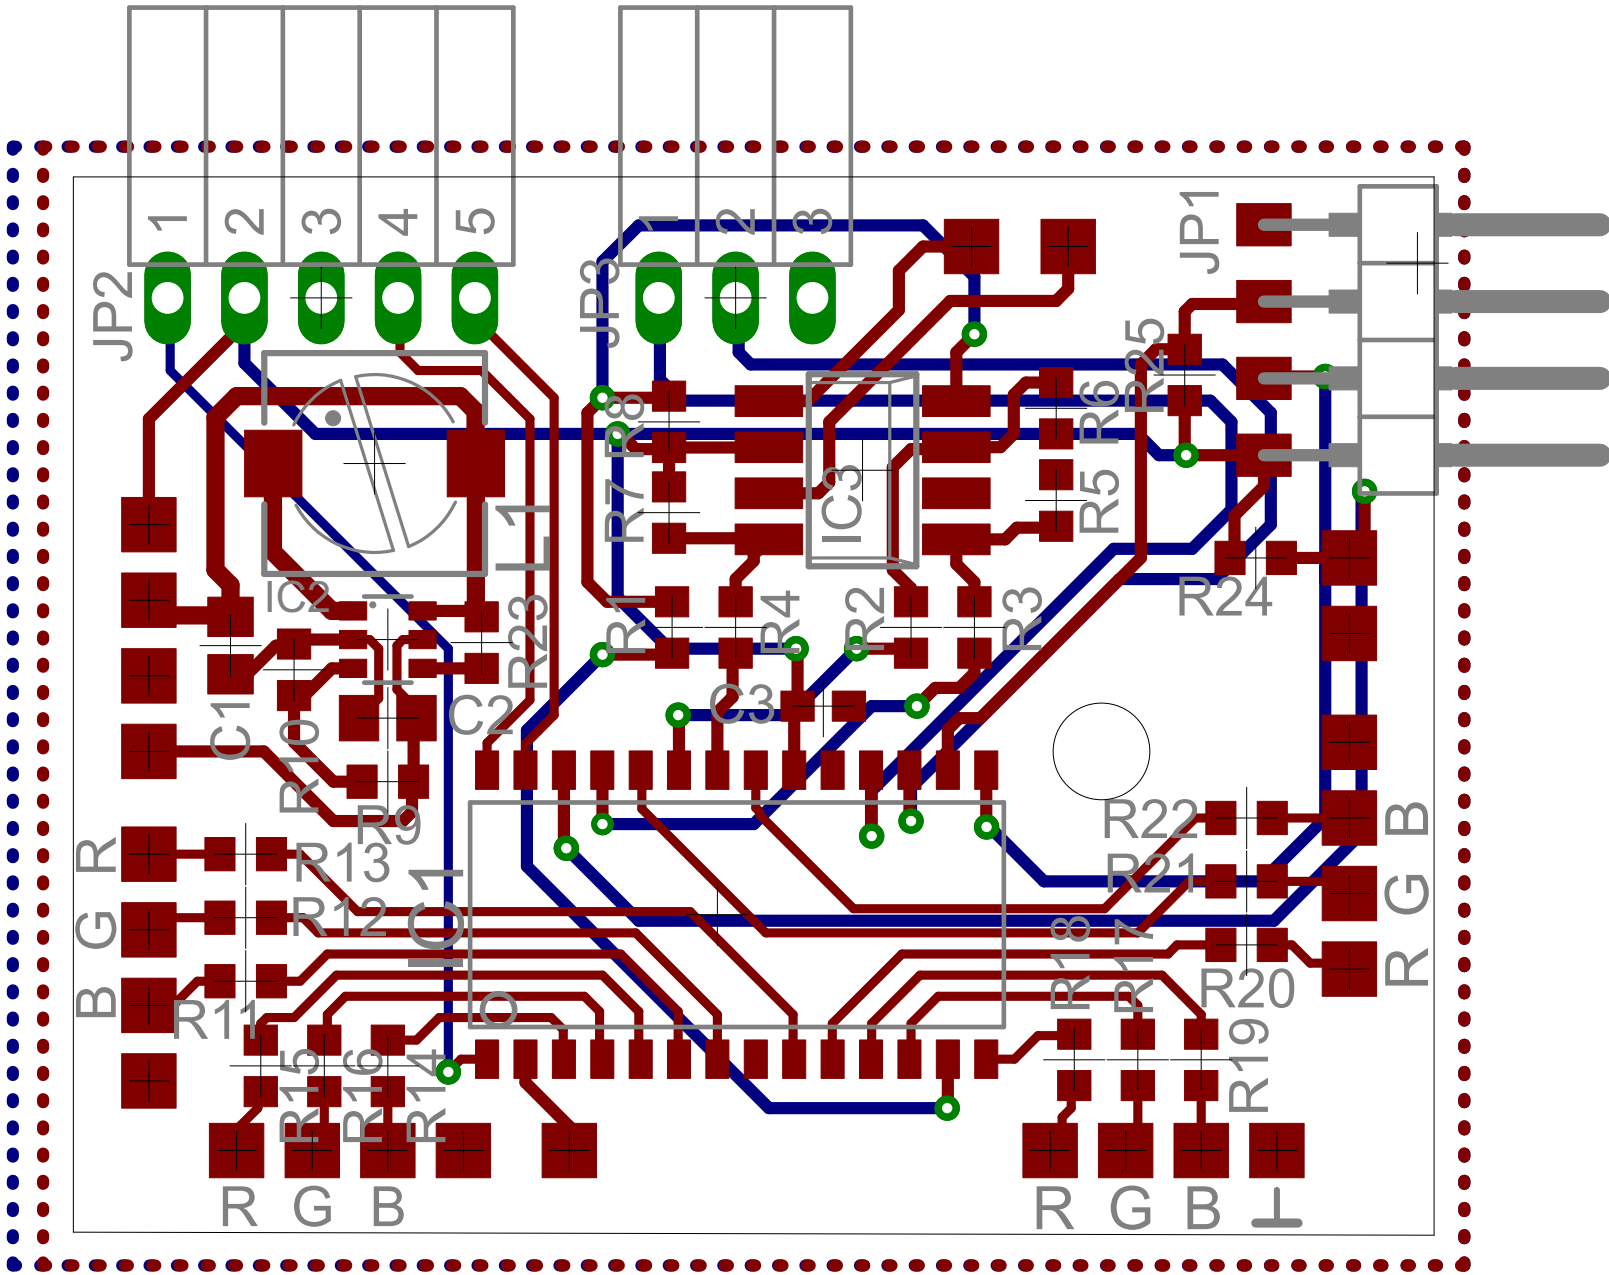 1 2 3 4 5
1 2 3
JP1
JP2
JP3
R25
R8
R6
R7
IC3
R5
L1
IC2
R24
R1
R4
R2
R3
R23
C1
C2
C3
R10
R9
R22
B
R
R13
R21
G
G
R12
IC1
R18
R17
R
B
R11
R20
R15
R16
R14
R19
R G B
R G B ⊥